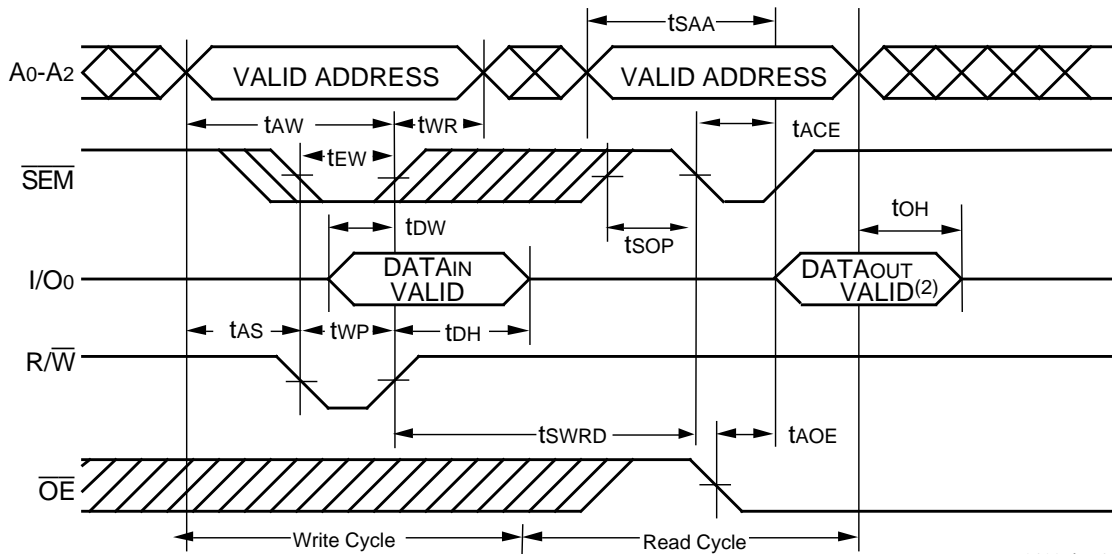 tSAA
A0-A2
VALID ADDRESS
VALID ADDRESS
tAW
tWR
tACE
tEW
SEM
tDW
tSOP
tOH
I/O0
DATAIN
VALID
DATAOUT
VALID(2)
tAS
tWP
tDH
R/W
tSWRD
tAOE
OE
Write Cycle
Read Cycle